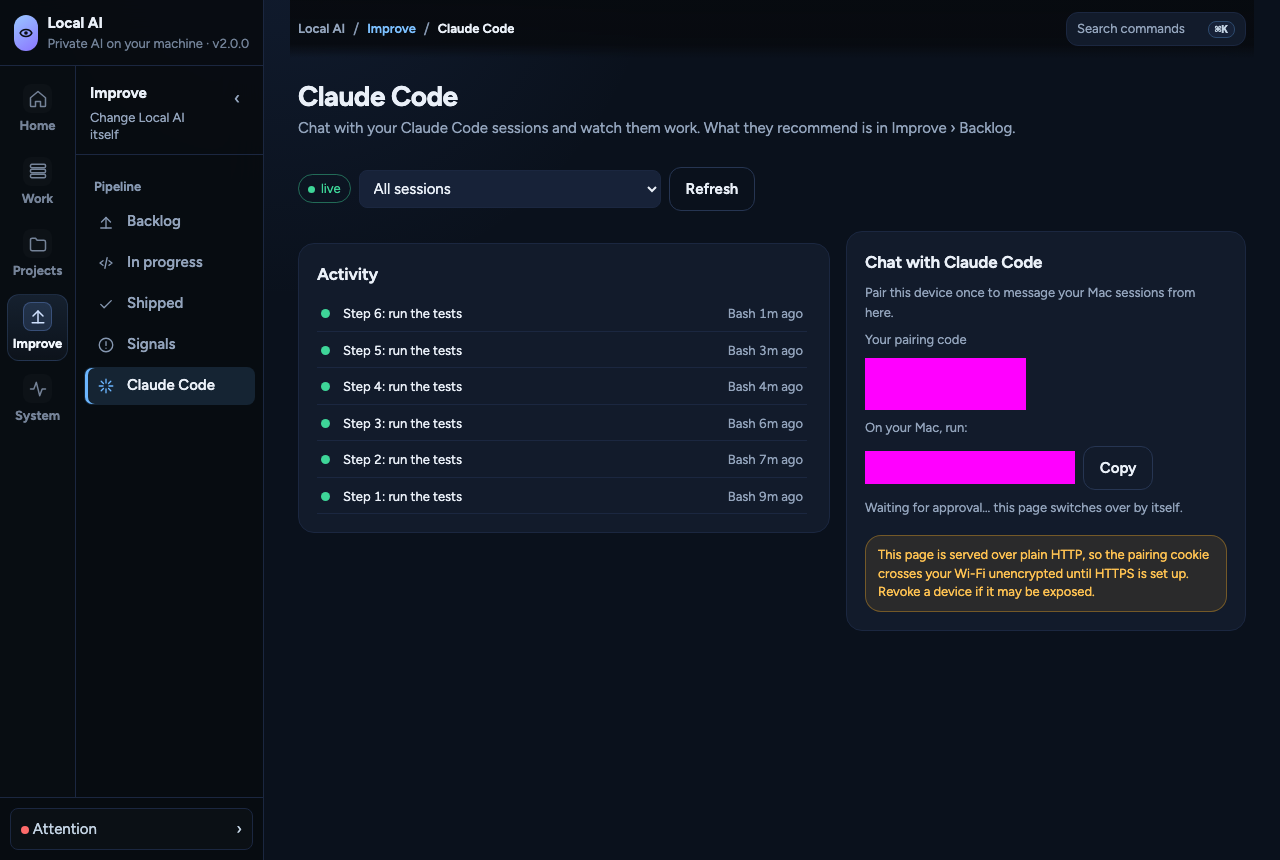 Local AI
Private AI on your machine · v2.0.0
Home
Work
Projects
Improve
System
Improve
Change Local AI
itself
Pipeline
Backlog
In progress
Shipped
Signals
Claude Code
Attention
Local AI / Improve / Claude Code
Search commands ⌘K
Claude Code
Chat with your Claude Code sessions and watch them work. What they recommend is in Improve › Backlog.
live
All sessions
Refresh
Activity
Step 6: run the tests Bash 1m ago
Step 5: run the tests Bash 3m ago
Step 4: run the tests Bash 4m ago
Step 3: run the tests Bash 6m ago
Step 2: run the tests Bash 7m ago
Step 1: run the tests Bash 9m ago
Chat with Claude Code
Pair this device once to message your Mac sessions from
here.
Your pairing code
On your Mac, run:
Copy
Waiting for approval... this page switches over by itself.
This page is served over plain HTTP, so the pairing cookie
crosses your Wi-Fi unencrypted until HTTPS is set up.
Revoke a device if it may be exposed.